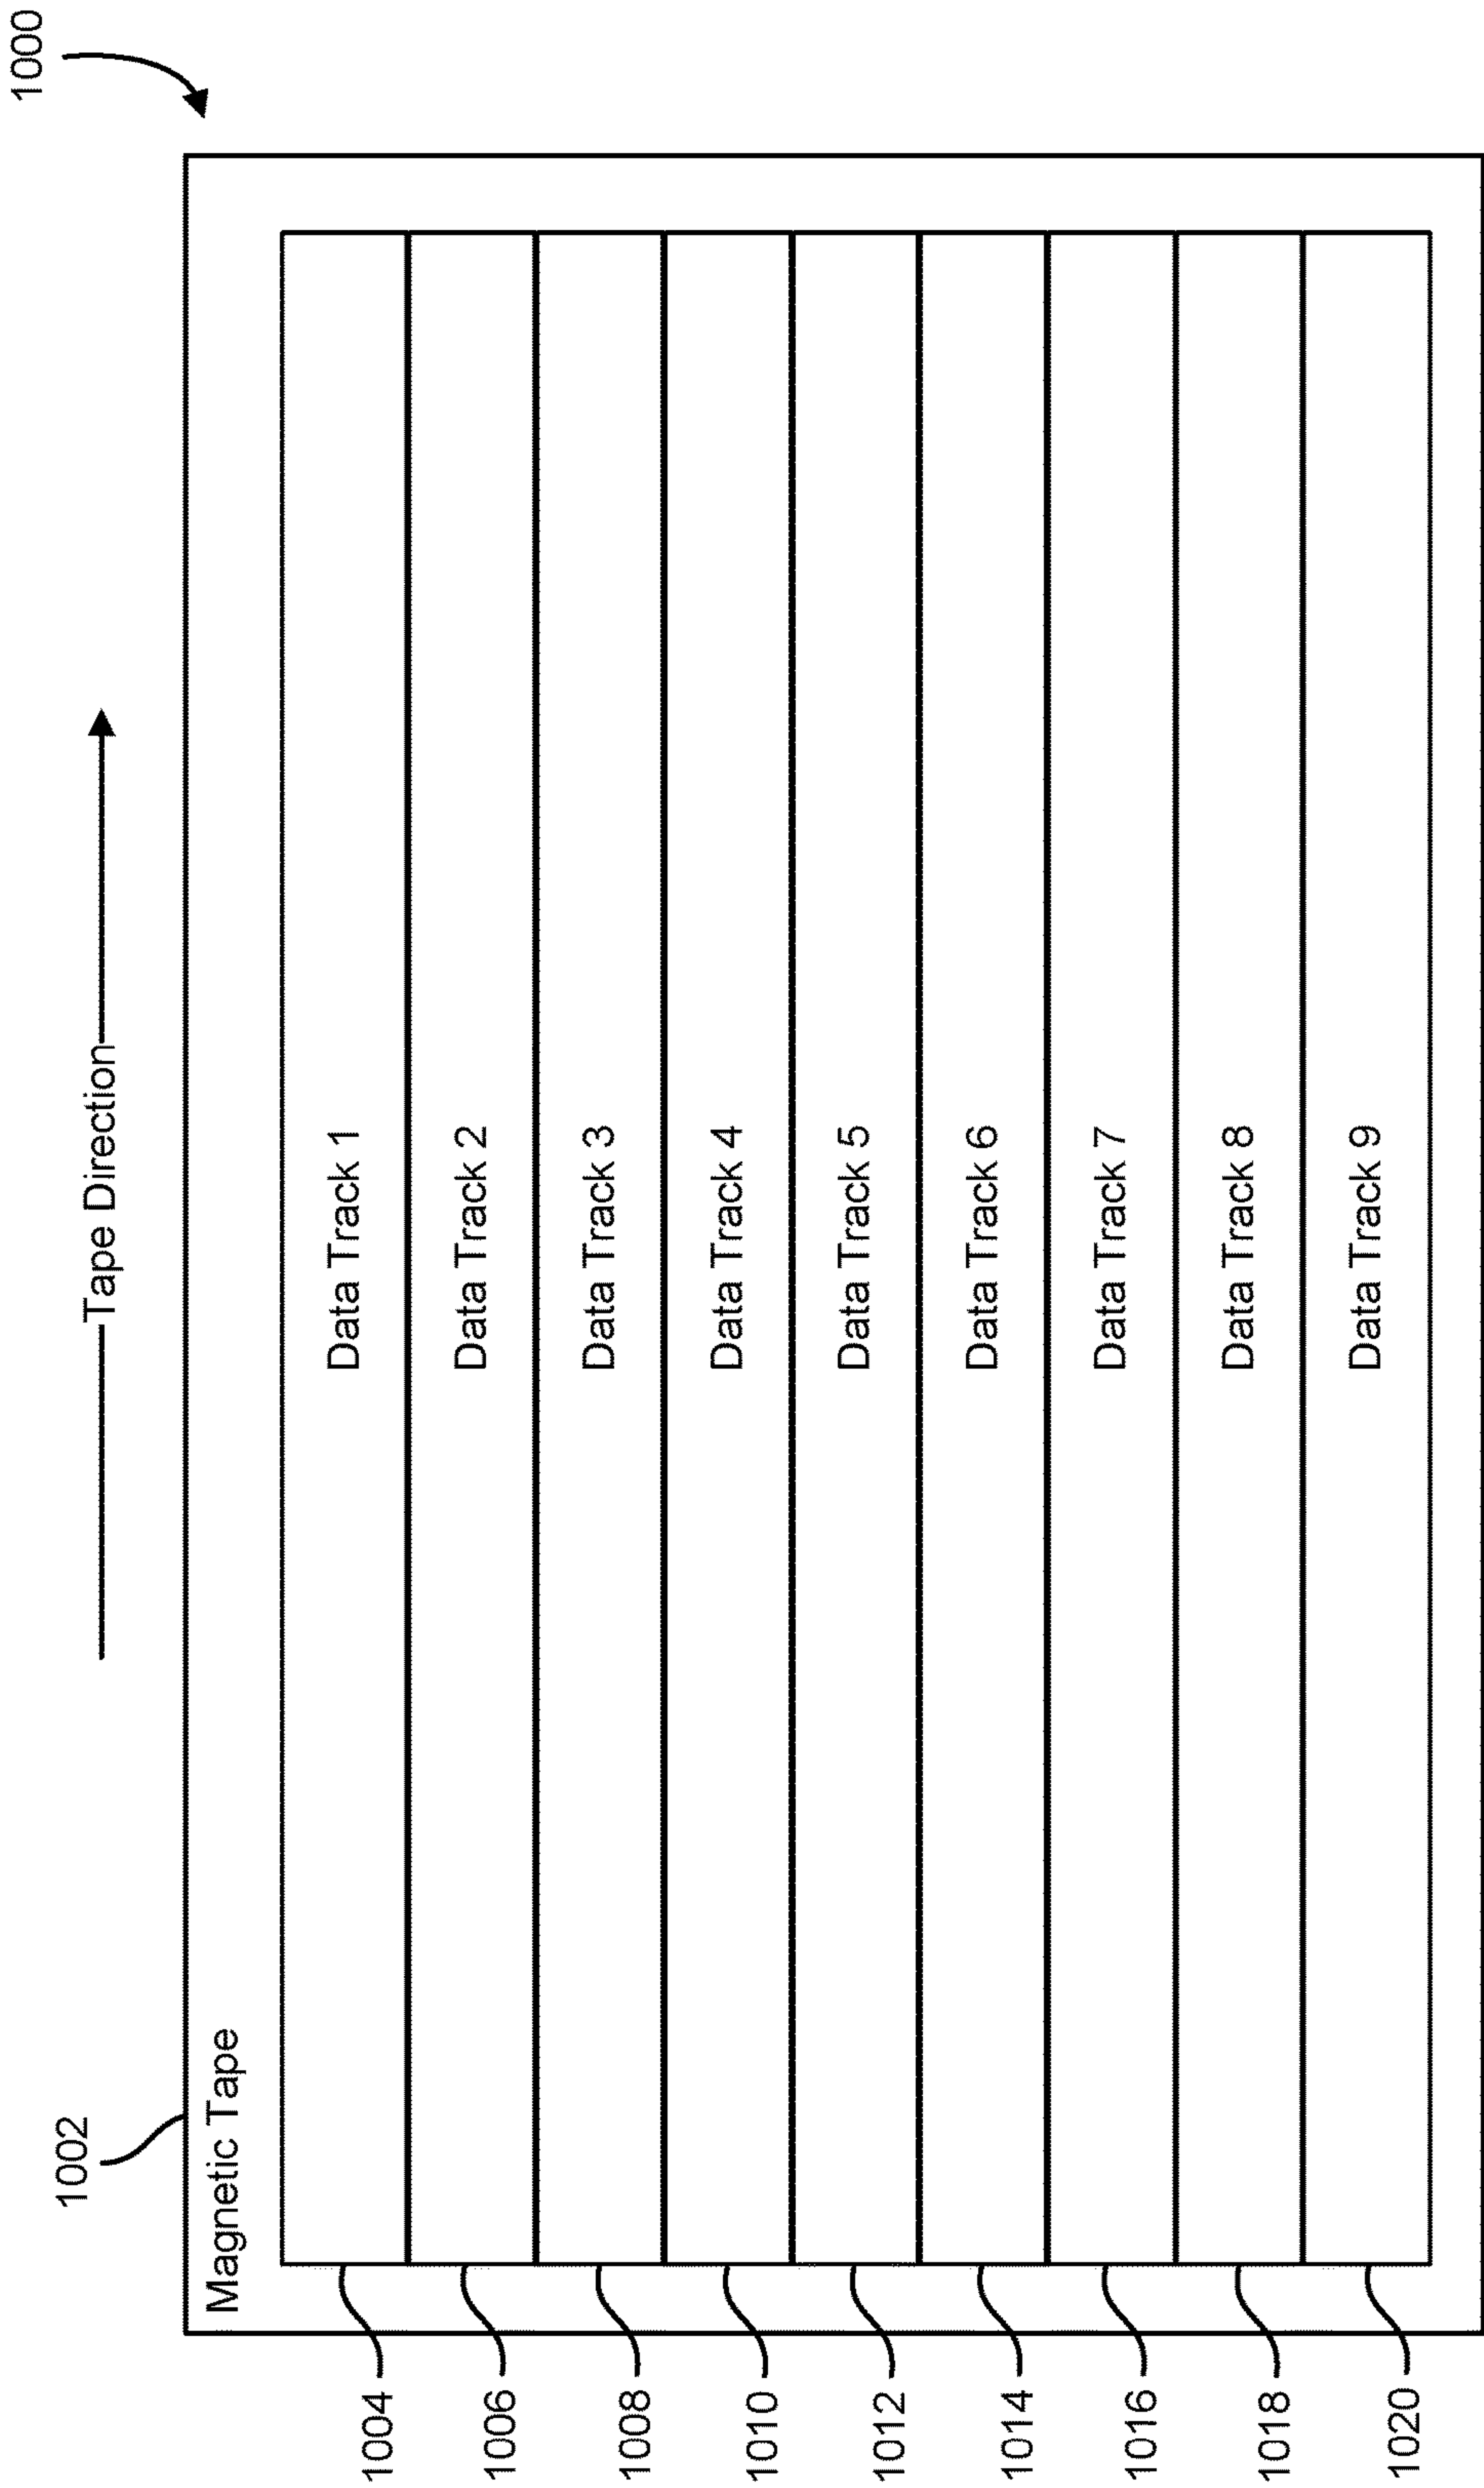 1000
Tape Direction
1002
Magnetic Tape
1004
Data Track 1
1006
Data Track 2
1008
Data Track 3
1010
Data Track 4
1012
Data Track 5
1014
Data Track 6
1016
Data Track 7
1018
Data Track 8
1020
Data Track 9